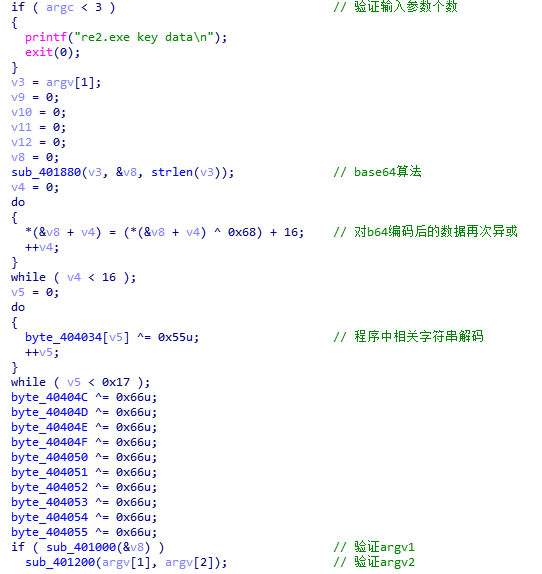 if ( argc < 3 ) // 验证输入参数个数
{
printf("re2.exe key data\n");
exit(0);
}
v3 = argv[1];
v9 = 0;
v10 = 0;
v11 = 0;
v12 = 0;
v8 = 0;
sub_401880(v3, &v8, strlen(v3)); // base64算法
v4 = 0;
do
{
*(&v8 + v4) = (*(&v8 + v4) ^ 0x68) + 16; // 对b64编码后的数据再次异或
++v4;
}
while ( v4 < 16 );
v5 = 0;
do
{
byte_404034[v5] ^= 0x55u; // 程序中相关字符串解码
++v5;
}
while ( v5 < 0x17 );
byte_40404C ^= 0x66u;
byte_40404D ^= 0x66u;
byte_40404E ^= 0x66u;
byte_40404F ^= 0x66u;
byte_404050 ^= 0x66u;
byte_404051 ^= 0x66u;
byte_404052 ^= 0x66u;
byte_404053 ^= 0x66u;
byte_404054 ^= 0x66u;
byte_404055 ^= 0x66u;
if ( sub_401000(&v8) ) // 验证argv1
sub_401200(argv[1], argv[2]); // 验证argv2